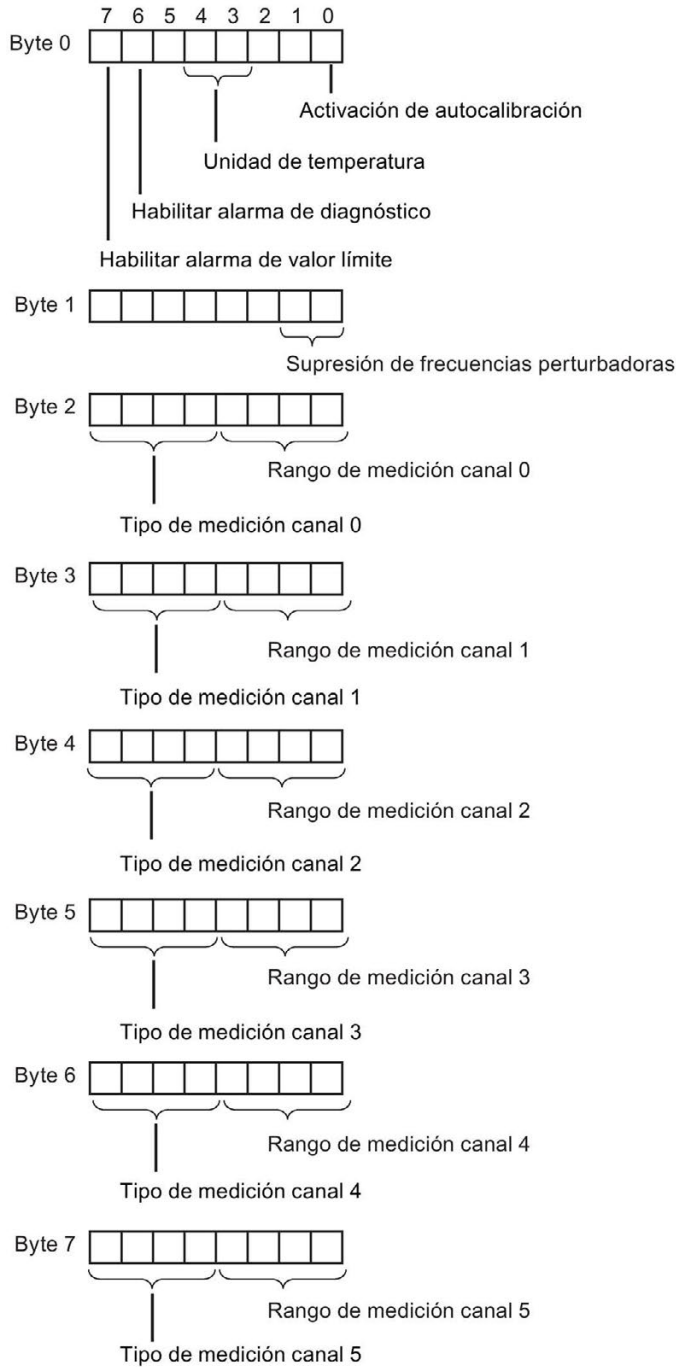 7 6 5 4 3 2 1 0
Byte 0
Activación de autocalibración
Unidad de temperatura
Habilitar alarma de diagnóstico
Habilitar alarma de valor límite
Byte 1
Supresión de frecuencias perturbadoras
Byte 2
Rango de medición canal 0
Tipo de medición canal 0
Byte 3
Rango de medición canal 1
Tipo de medición canal 1
Byte 4
Rango de medición canal 2
Tipo de medición canal 2
Byte 5
Rango de medición canal 3
Tipo de medición canal 3
Byte 6
Rango de medición canal 4
Tipo de medición canal 4
Byte 7
Rango de medición canal 5
Tipo de medición canal 5